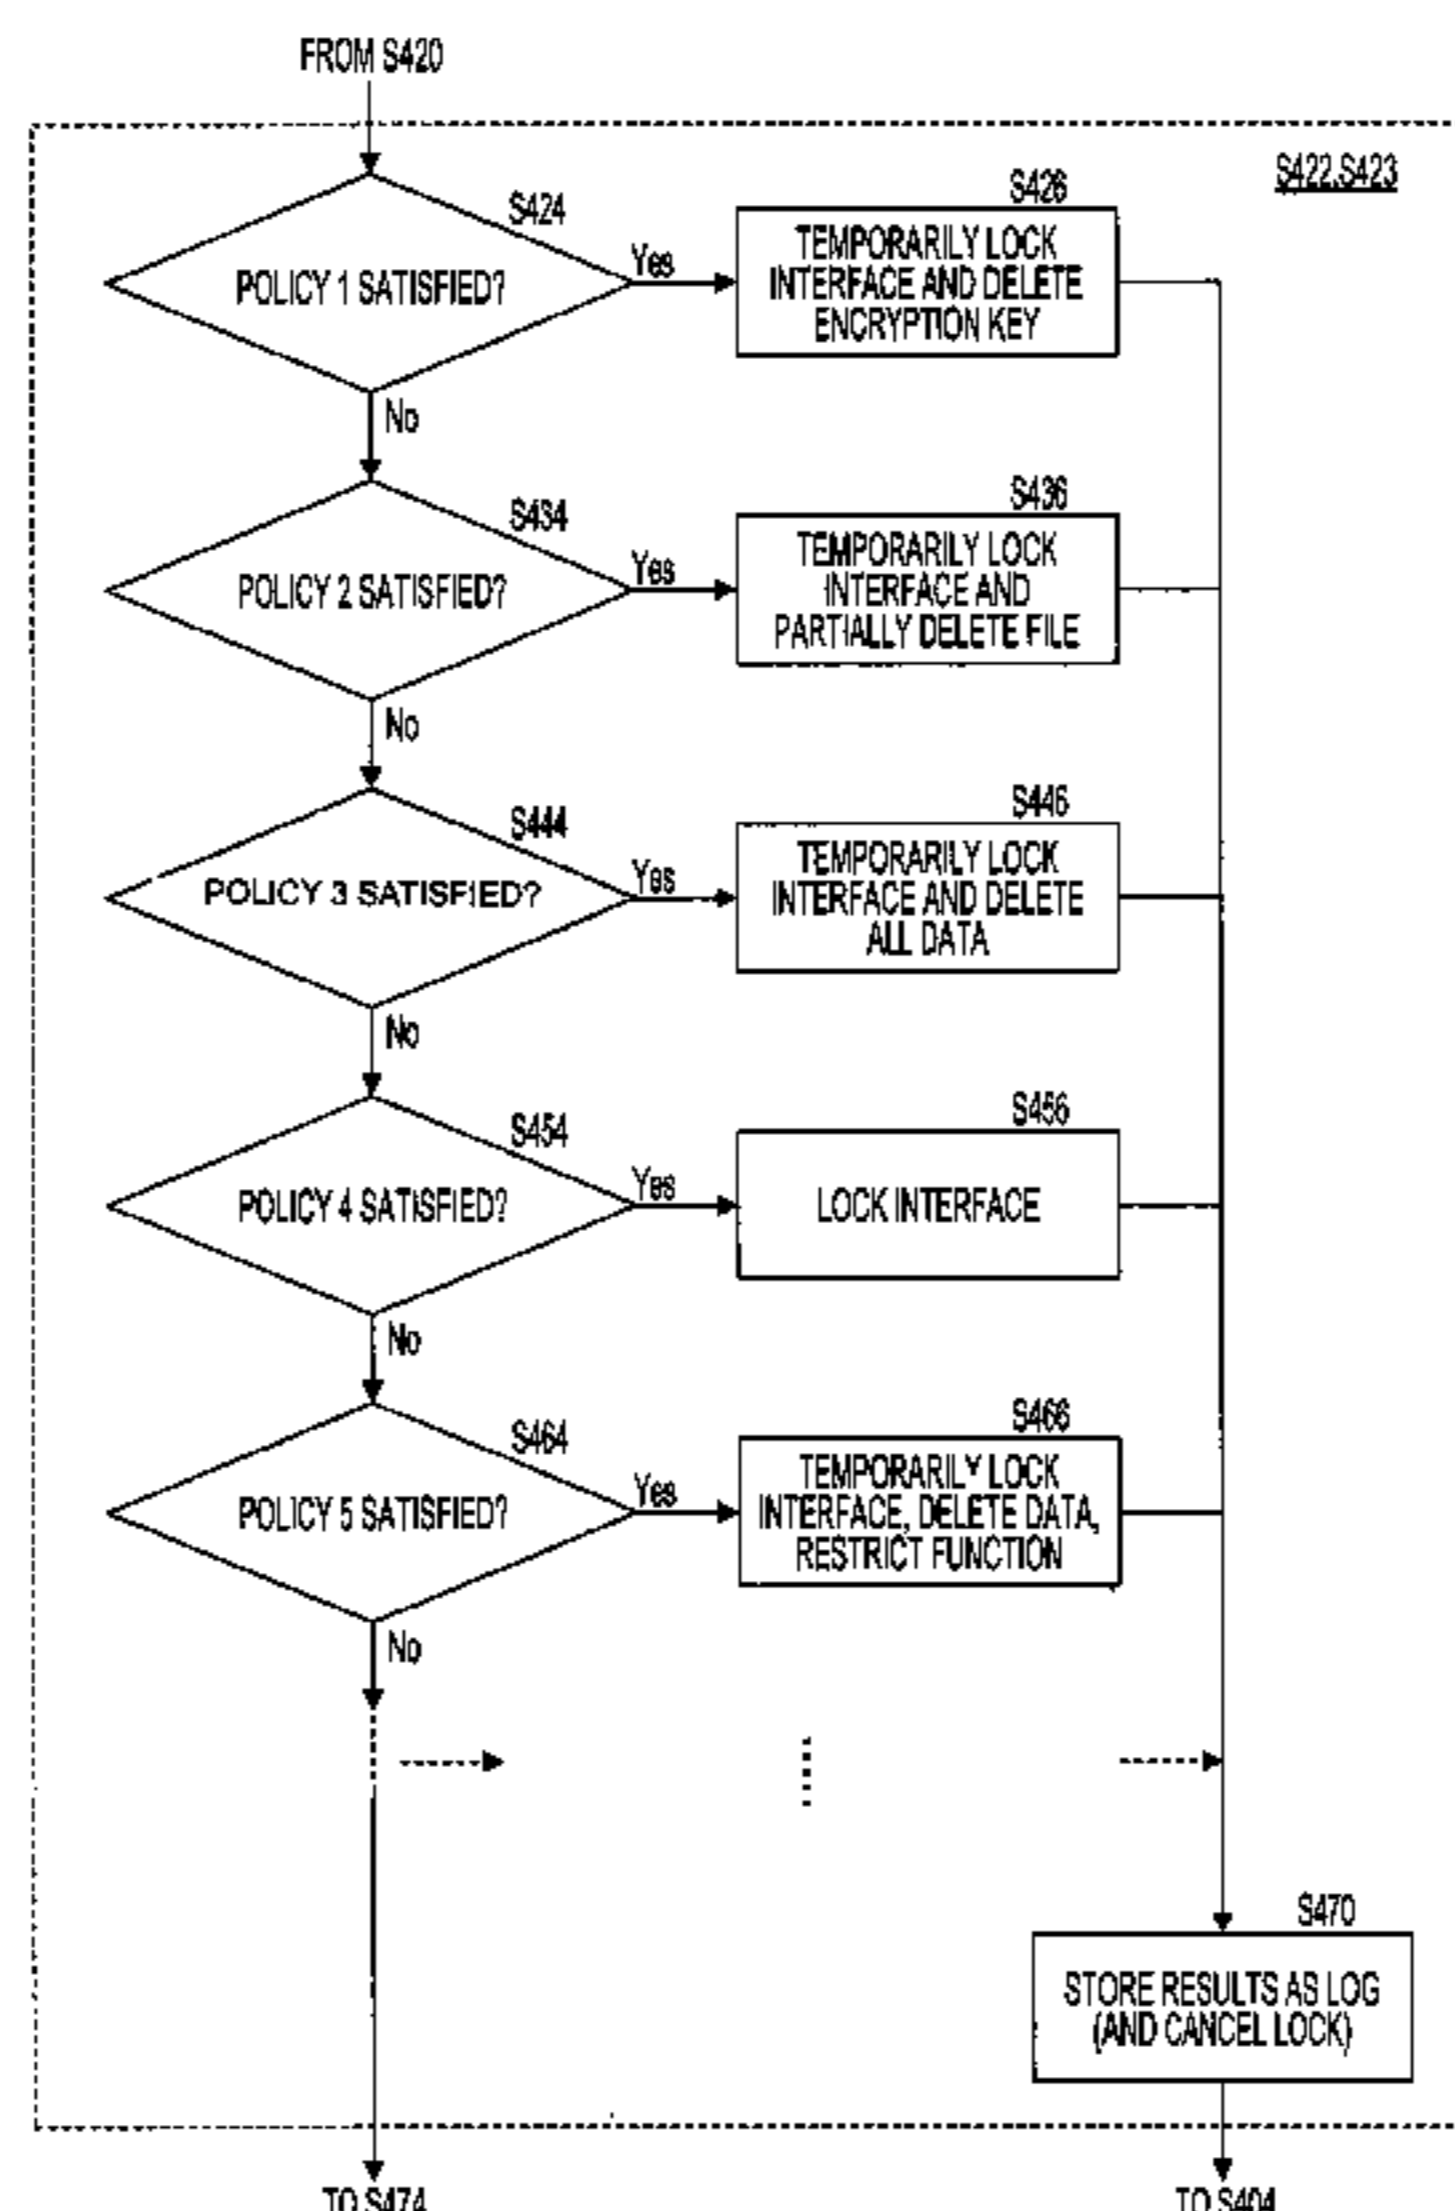 FROM S420
S422,S423
S424
POLICY 1 SATISFIED?
Yes
No
S426
TEMPORARILY LOCK
INTERFACE AND DELETE
ENCRYPTION KEY
S434
POLICY 2 SATISFIED?
Yes
No
S436
TEMPORARILY LOCK
INTERFACE AND
PARTIALLY DELETE FILE
S444
POLICY 3 SATISFIED?
Yes
No
S446
TEMPORARILY LOCK
INTERFACE AND DELETE
ALL DATA
S454
POLICY 4 SATISFIED?
Yes
No
S456
LOCK INTERFACE
S464
POLICY 5 SATISFIED?
Yes
No
S466
TEMPORARILY LOCK
INTERFACE, DELETE DATA,
RESTRICT FUNCTION
S470
STORE RESULTS AS LOG
(AND CANCEL LOCK)
TO S474
TO S404